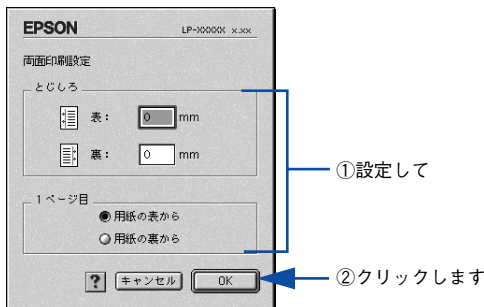 EPSON LP-XXXXX x.xx
両面印刷設定
とじしろ
表： 0 mm
裏： 0 mm
1ページ目
用紙の表から
用紙の裏から
? キャンセル OK
①設定して
②クリックします